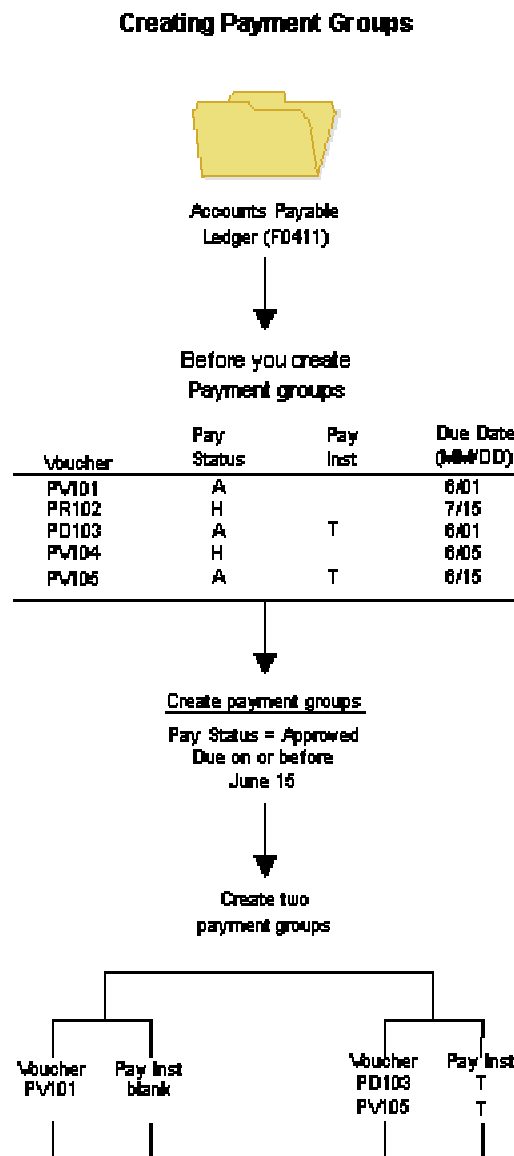 Creating Payment Groups
Accounts Payable
Ledger (F0411)
Before you create
Payment groups
Pay Pay Due Date
Voucher Status Inst (MM/DD)
PV101 A 6/01
PR102 H 7/15
PD103 A T 6/01
PV104 H 6/05
PV105 A T 6/15
Create payment groups
Pay Status = Approved
Due on or before
June 15
Create two
payment groups
Voucher Pay Inst Voucher Pay Inst
PV101 blank PD103 T
PV105 T